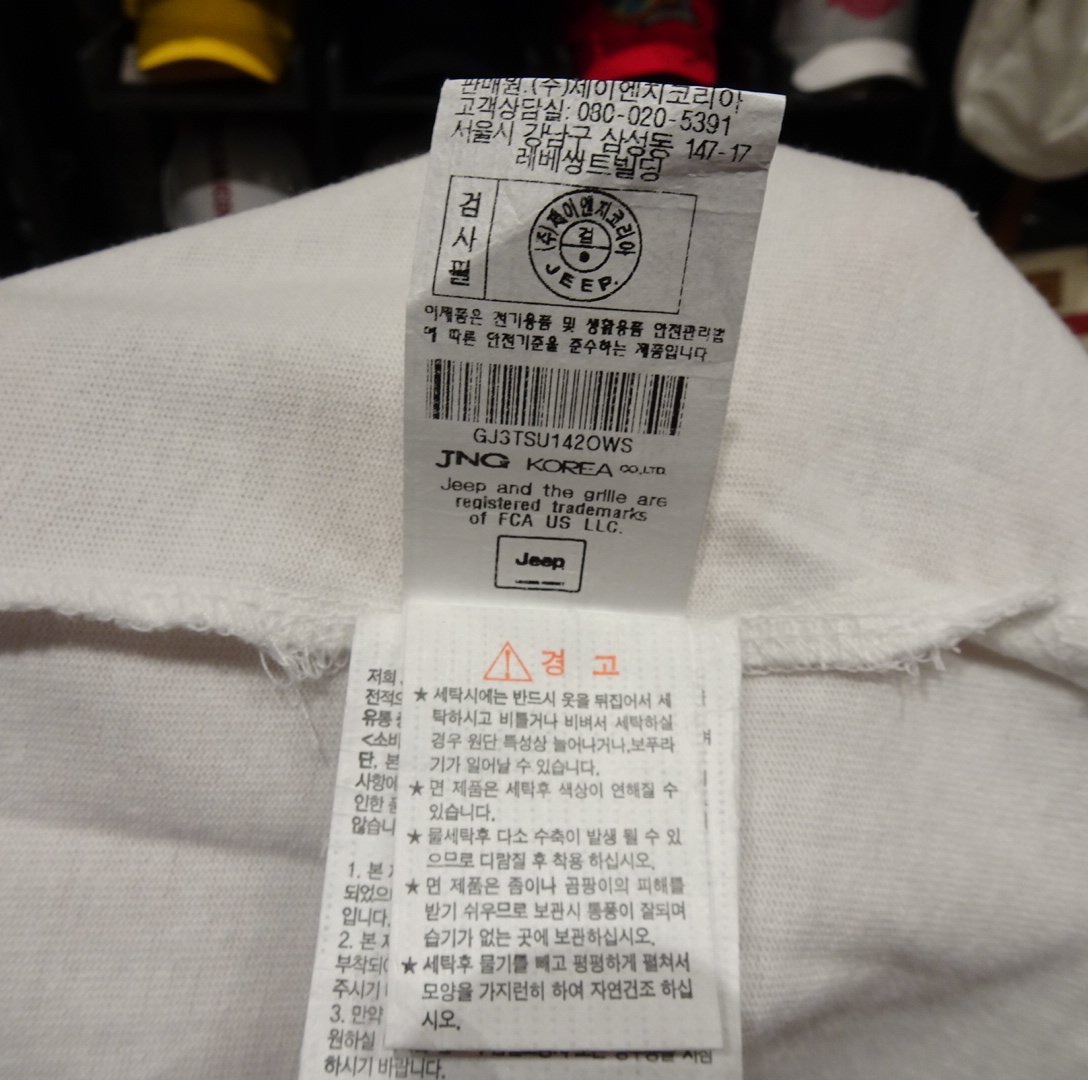 판매원:(주)제이엔지코리아
고객상담실: 080-020-5391
서울시 강남구 삼성동 147-17
레베쌍트빌딩
검사필
(주)제이엔지코리아
검
JEEP.
이제품은 전기용품 및 생활용품 안전관리법
에 따른 안전기준을 준수하는 제품입니다
GJ3TSU142OWS
JNG KOREA CO.,LTD.
Jeep and the grille are
registered trademarks
of FCA US LLC.
Jeep
경 고
★ 세탁시에는 반드시 옷을 뒤집어서 세
탁하시고 비틀거나 비벼서 세탁하실
경우 원단 특성상 늘어나거나,보푸라
기가 일어날 수 있습니다.
★ 면 제품은 세탁후 색상이 연해질 수
있습니다.
★ 물세탁후 다소 수축이 발생 될 수 있
으므로 다람질 후 착용 하십시오.
★ 면 제품은 좀이나 곰팡이의 피해를
받기 쉬우므로 보관시 통풍이 잘되며
습기가 없는 곳에 보관하십시오.
★ 세탁후 물기를 빼고 평평하게 펼쳐서
모양을 가지런히 하여 자연건조 하십
시오.
저희
전적으
유통
<소비
단, 본
사항에
인한
않습니
1. 본
되었으
입니다.
2. 본
부착되
주시기
3. 만약
원하실
하시기 바랍니다.